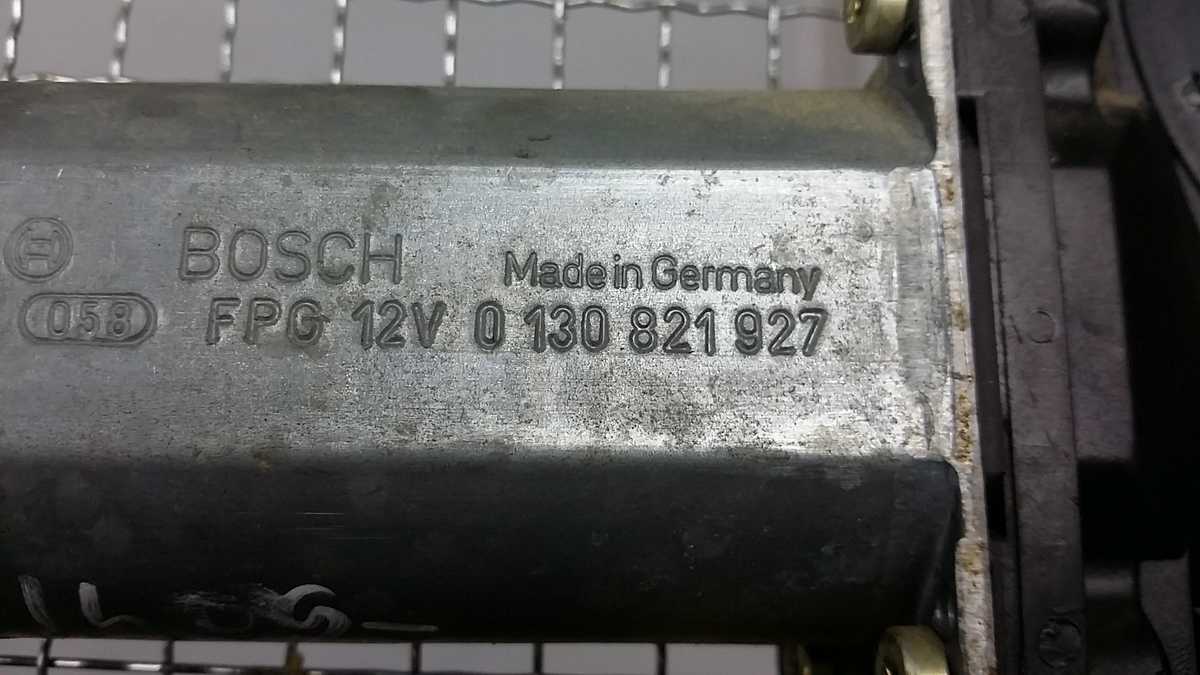 BOSCH Made in Germany
058 FPG 12V 0 130 821 927